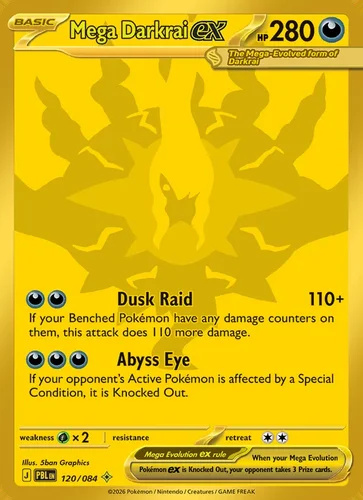 BASIC Mega Darkrai ex HP 280
The Mega-Evolved form of
Darkrai
Dusk Raid 110+
If your Benched Pokémon have any damage counters on
them, this attack does 110 more damage.
Abyss Eye
If your opponent's Active Pokémon is affected by a Special
Condition, it is Knocked Out.
weakness ×2 resistance retreat
Illus. 5ban Graphics
Mega Evolution ex rule When your Mega Evolution
Pokémon ex is Knocked Out, your opponent takes 3 Prize cards.
J PBL EN 120/084
©2026 Pokémon / Nintendo / Creatures / GAME FREAK